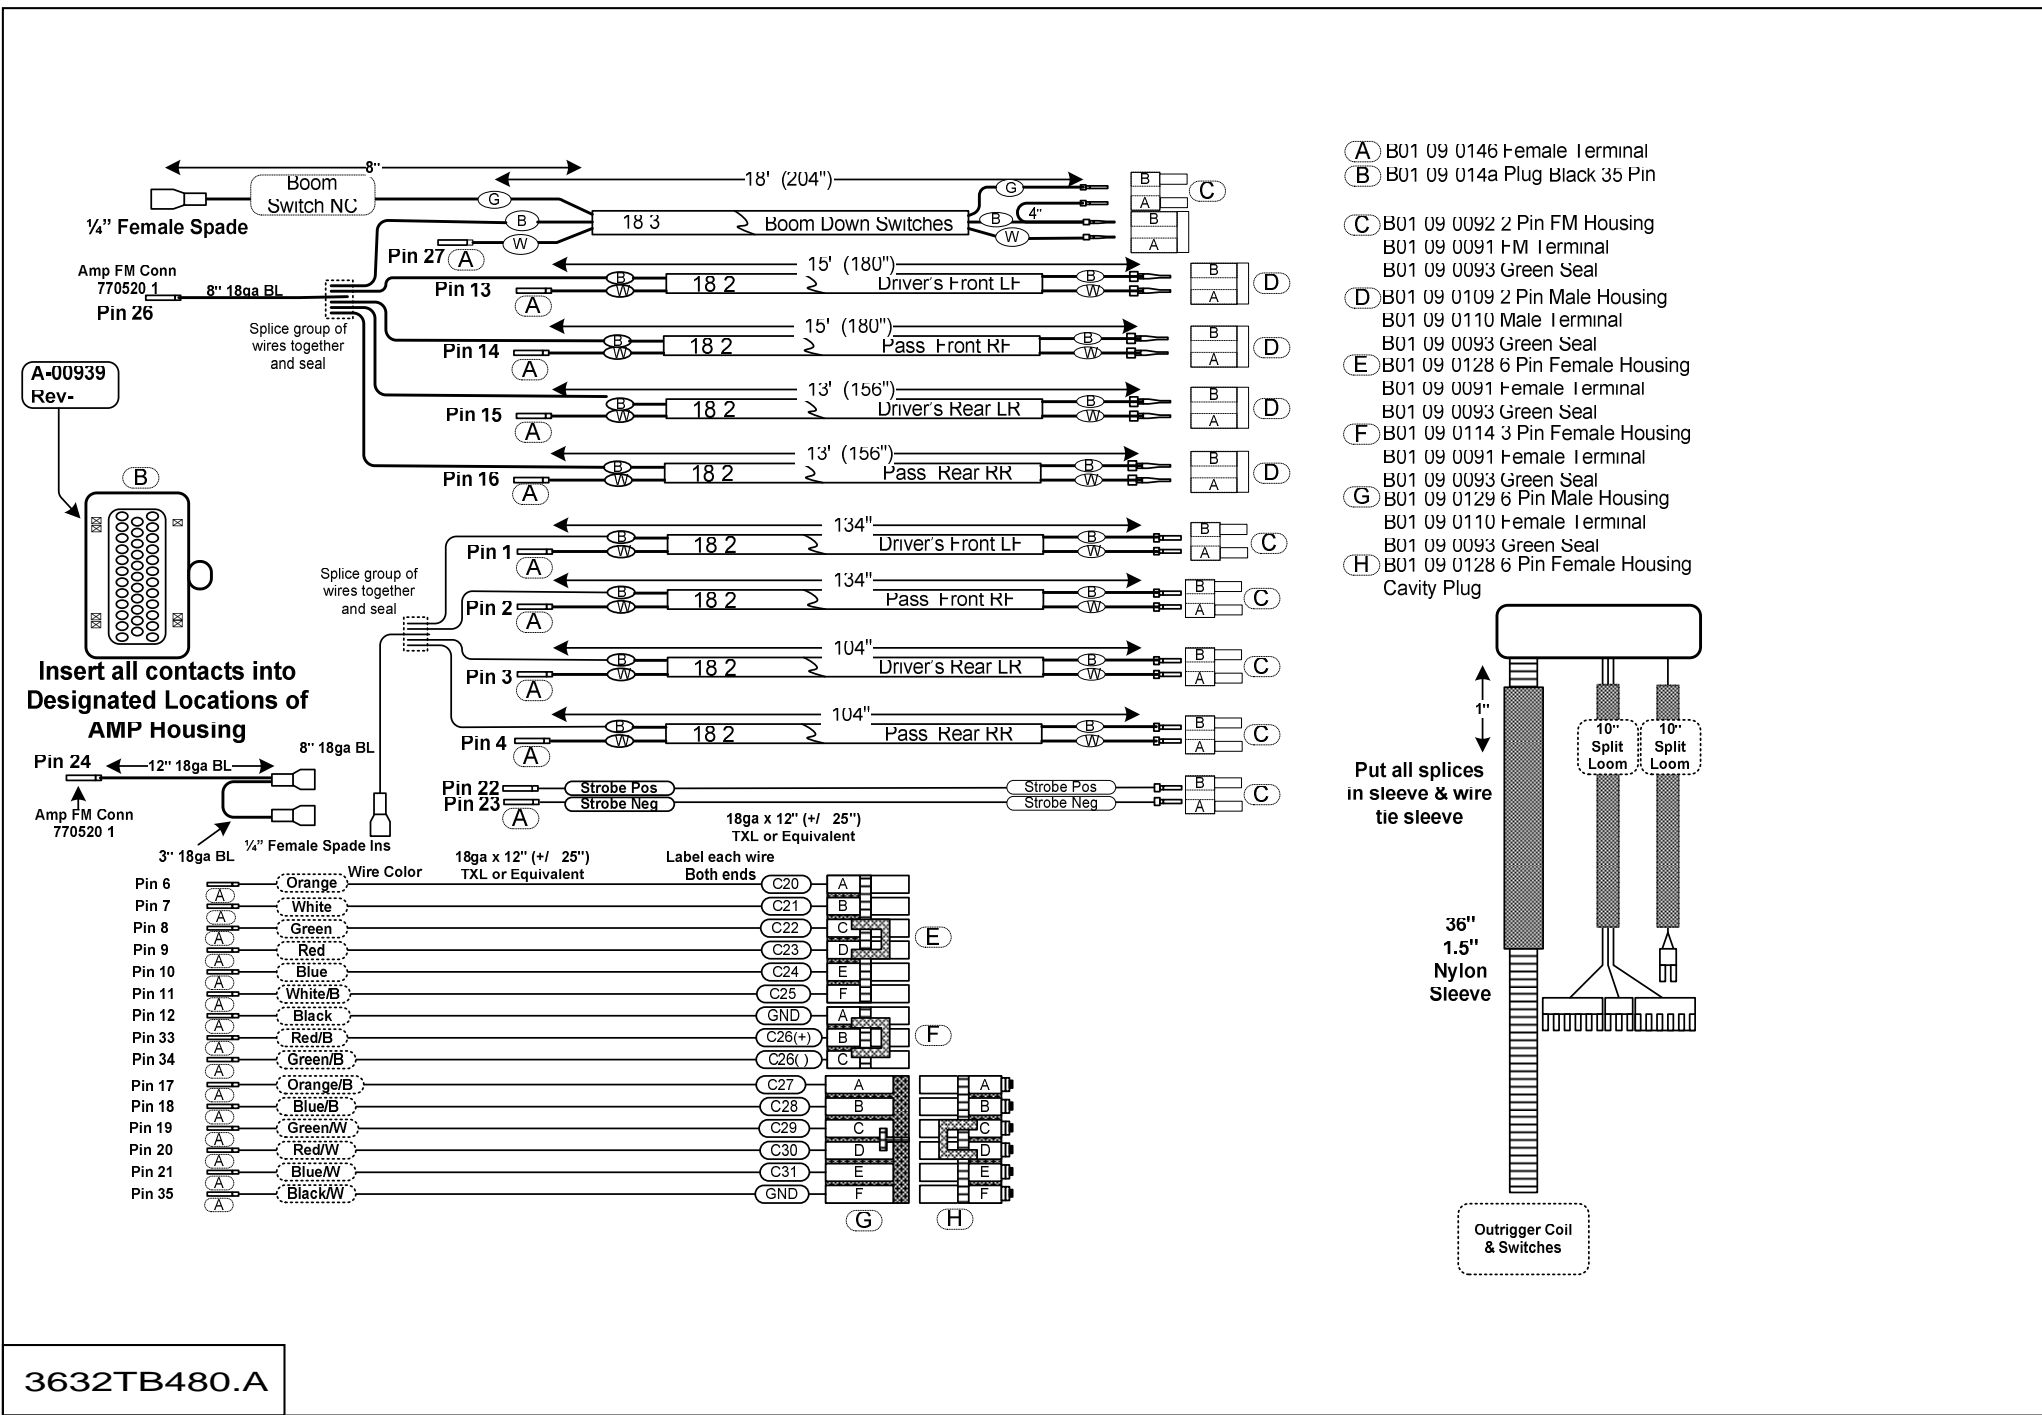 8"
18' (204")
Boom
Switch NC
G
G
B
A
C
¼" Female Spade
B
18 3
Boom Down Switches
B
4"
B
A
W
W
Pin 27
A
Amp FM Conn
770520 1
Pin 26
8" 18ga BL
Splice group of
wires together
and seal
15' (180")
Pin 13
A
B
W
18 2
Driver's Front LF
B
W
B
A
D
15' (180")
Pin 14
A
B
W
18 2
Pass Front RF
B
W
B
A
D
13' (156")
Pin 15
A
B
W
18 2
Driver's Rear LR
B
W
B
A
D
13' (156")
Pin 16
A
B
W
18 2
Pass Rear RR
B
W
B
A
D
A-00939
Rev-
B
Insert all contacts into
Designated Locations of
AMP Housing
134"
Pin 1
A
B
W
18 2
Driver's Front LF
B
W
B
A
C
Splice group of
wires together
and seal
134"
Pin 2
A
B
W
18 2
Pass Front RF
B
W
B
A
C
104"
Pin 3
A
B
W
18 2
Driver's Rear LR
B
W
B
A
C
104"
Pin 4
A
B
W
18 2
Pass Rear RR
B
W
B
A
C
8" 18ga BL
¼" Female Spade Ins
Pin 24
12" 18ga BL
Amp FM Conn
770520 1
3" 18ga BL
Pin 22
Pin 23
A
Strobe Pos
Strobe Neg
Strobe Pos
Strobe Neg
B
A
C
18ga x 12" (+/ 25")
TXL or Equivalent
Wire Color
18ga x 12" (+/ 25")
TXL or Equivalent
Label each wire
Both ends
Pin 6 A Orange C20 A
Pin 7 A White C21 B
Pin 8 A Green C22 C
Pin 9 A Red C23 D
Pin 10 A Blue C24 E
Pin 11 A White/B C25 F
E
Pin 12 A Black GND A
Pin 33 A Red/B C26(+) B
Pin 34 A Green/B C26( ) C
F
Pin 17 A Orange/B C27 A A
Pin 18 A Blue/B C28 B B
Pin 19 A Green/W C29 C C
Pin 20 A Red/W C30 D D
Pin 21 A Blue/W C31 E E
Pin 35 A Black/W GND F F
G
H
A B01 09 0146 Female Terminal
B B01 09 014a Plug Black 35 Pin
C B01 09 0092 2 Pin FM Housing
B01 09 0091 FM Terminal
B01 09 0093 Green Seal
D B01 09 0109 2 Pin Male Housing
B01 09 0110 Male Terminal
B01 09 0093 Green Seal
E B01 09 0128 6 Pin Female Housing
B01 09 0091 Female Terminal
B01 09 0093 Green Seal
F B01 09 0114 3 Pin Female Housing
B01 09 0091 Female Terminal
B01 09 0093 Green Seal
G B01 09 0129 6 Pin Male Housing
B01 09 0110 Female Terminal
B01 09 0093 Green Seal
H B01 09 0128 6 Pin Female Housing
Cavity Plug
1"
Put all splices
in sleeve & wire
tie sleeve
10"
Split
Loom
10"
Split
Loom
36"
1.5"
Nylon
Sleeve
Outrigger Coil
& Switches
3632TB480.A